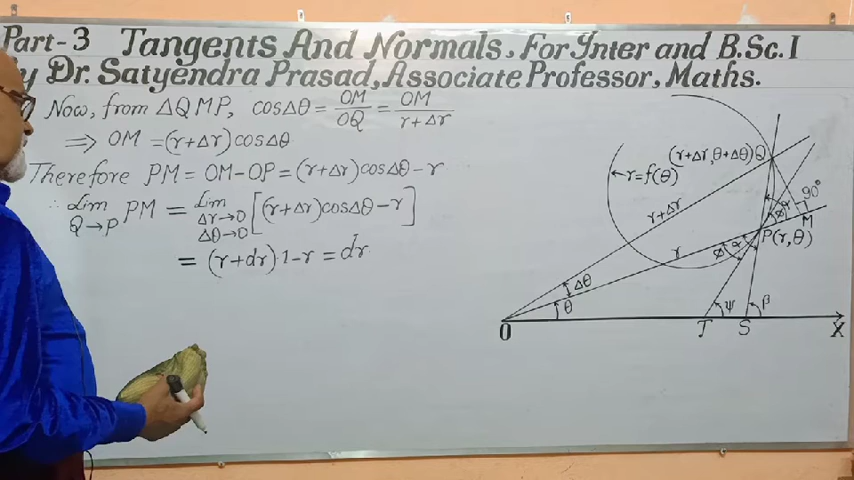 Part-3 Tangents And Normals, For Inter and B.Sc. I
By Dr. Satyendra Prasad, Associate Professor, Maths.
Now, from ΔQMP, cosΔθ = OM/OQ = OM/(r+Δr)
⇒ OM = (r+Δr)cosΔθ
Therefore PM = OM-OP = (r+Δr)cosΔθ-r
∴ Lim Q→P PM = Lim Δr→0 Δθ→0 [(r+Δr)cosΔθ-r]
= (r+dr)·1-r = dr
(r+Δr, θ+Δθ)Q
r=f(θ)
90°
r+Δr
M
φ α
r
P(r,θ)
φ α
Δθ
θ
ψ
β
O
T
S
X